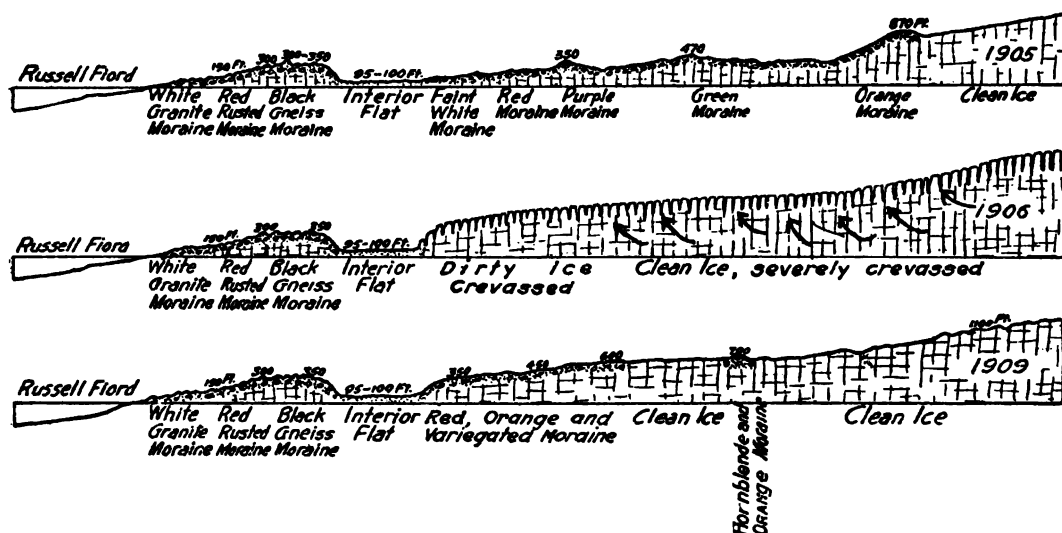 870 Ft.
470
350
300-350
300
190 Ft.
95-100 Ft.
1905
Russell Fiord
White Granite Moraine
Red Rusted Moraine
Black Gneiss Moraine
Interior Flat
Faint White Moraine
Red Moraine
Purple Moraine
Green Moraine
Orange Moraine
Clean Ice
1906
Russell Fiord
190 Ft.
300
350
95-100 Ft.
White Granite Moraine
Red Rusted Moraine
Black Gneiss Moraine
Interior Flat
Dirty Ice
Crevassed
Clean Ice, severely crevassed
1100 Ft.
1909
Russell Fiord
190 Ft.
300
350
95-100 Ft.
350
450
600
White Granite Moraine
Red Rusted Moraine
Black Gneiss Moraine
Interior Flat
Red, Orange and
Variegated Moraine
Clean Ice
Hornblende and
Orange Moraine
Clean Ice